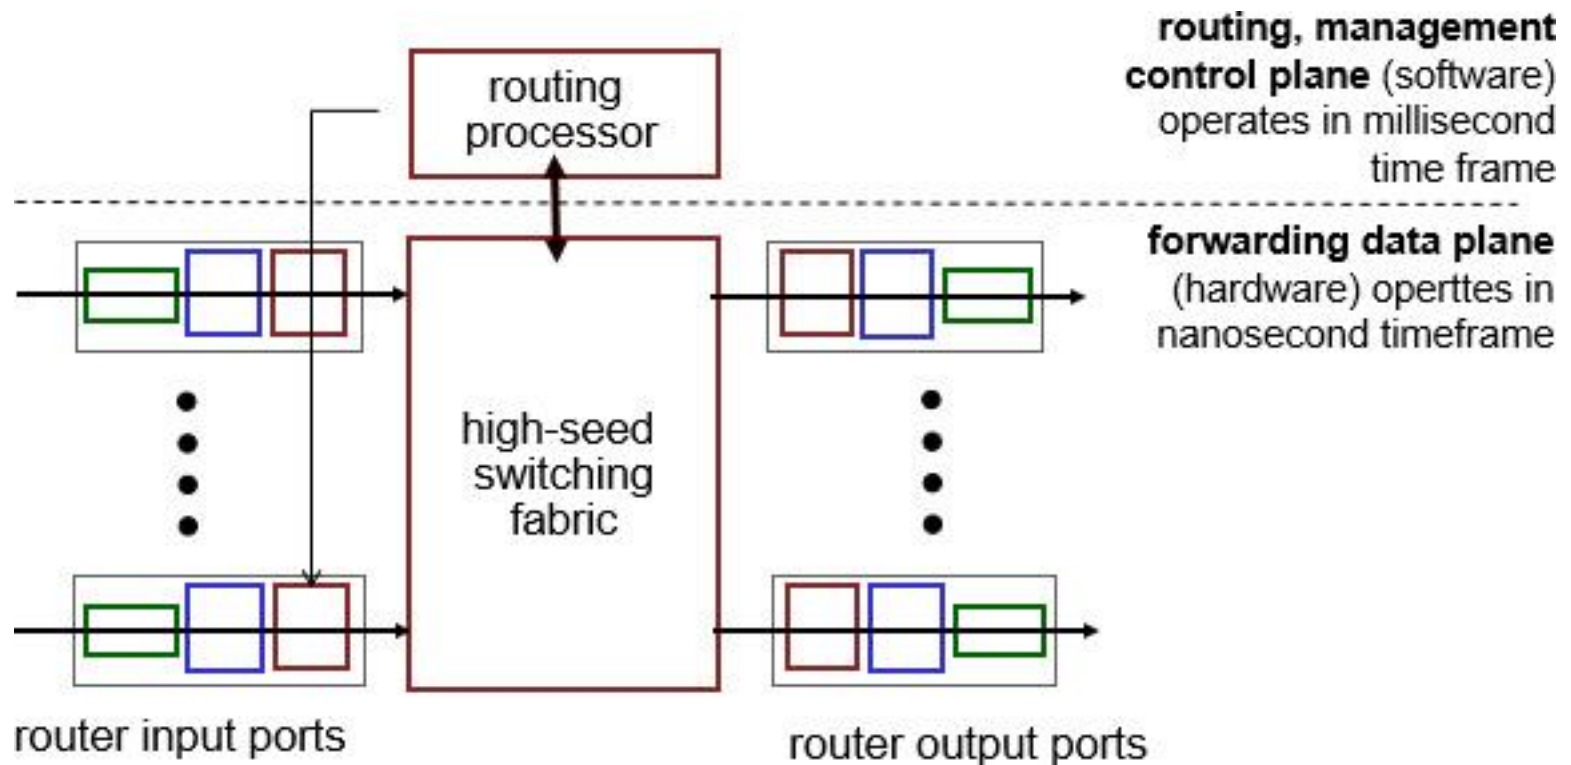 routing, management
control plane (software)
operates in millisecond
time frame
routing
processor
forwarding data plane
(hardware) operttes in
nanosecond timeframe
high-seed
switching
fabric
router input ports
router output ports